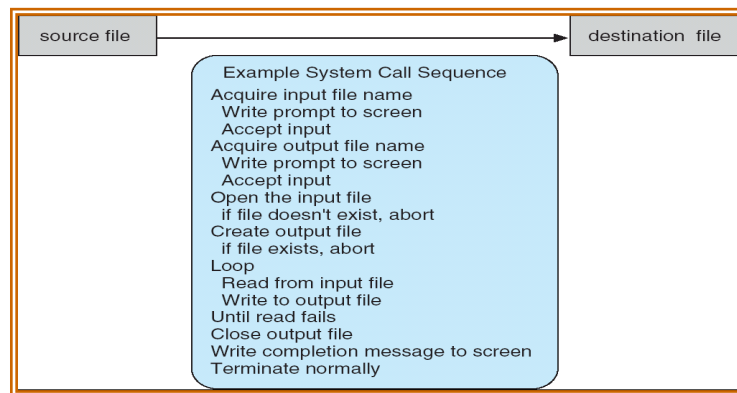 source file
destination file
Example System Call Sequence
Acquire input file name
Write prompt to screen
Accept input
Acquire output file name
Write prompt to screen
Accept input
Open the input file
if file doesn't exist, abort
Create output file
if file exists, abort
Loop
Read from input file
Write to output file
Until read fails
Close output file
Write completion message to screen
Terminate normally